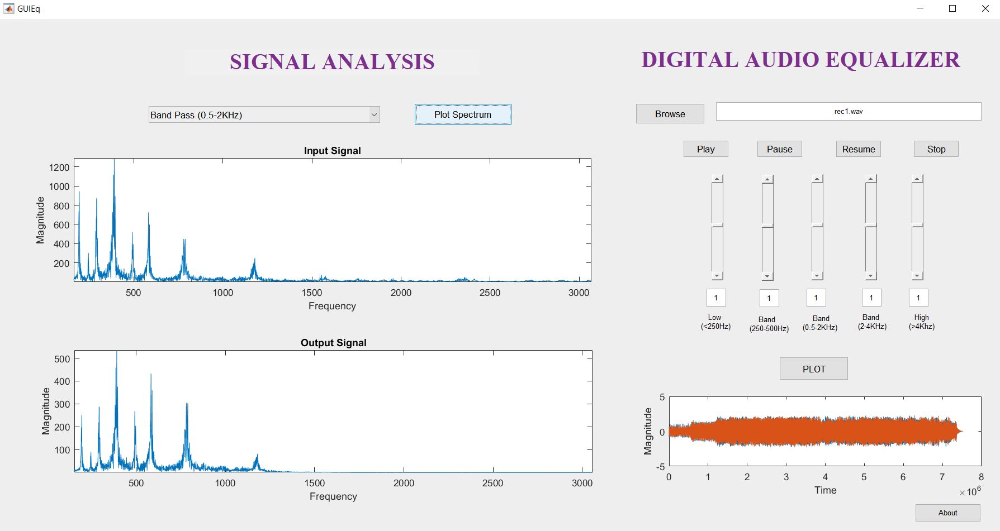 GUIEq
SIGNAL ANALYSIS
Band Pass (0.5-2KHz)
Plot Spectrum
Input Signal
Magnitude
1200
1000
800
600
400
200
500 1000 1500 2000 2500 3000
Frequency
Output Signal
Magnitude
500
400
300
200
100
500 1000 1500 2000 2500 3000
Frequency
DIGITAL AUDIO EQUALIZER
Browse
rec1.wav
Play Pause Resume Stop
1 1 1 1 1
Low
(<250Hz)
Band
(250-500Hz)
Band
(0.5-2KHz)
Band
(2-4KHz)
High
(>4Khz)
PLOT
Magnitude
5
0
-5
0 1 2 3 4 5 6 7 8
Time
×10⁶
About